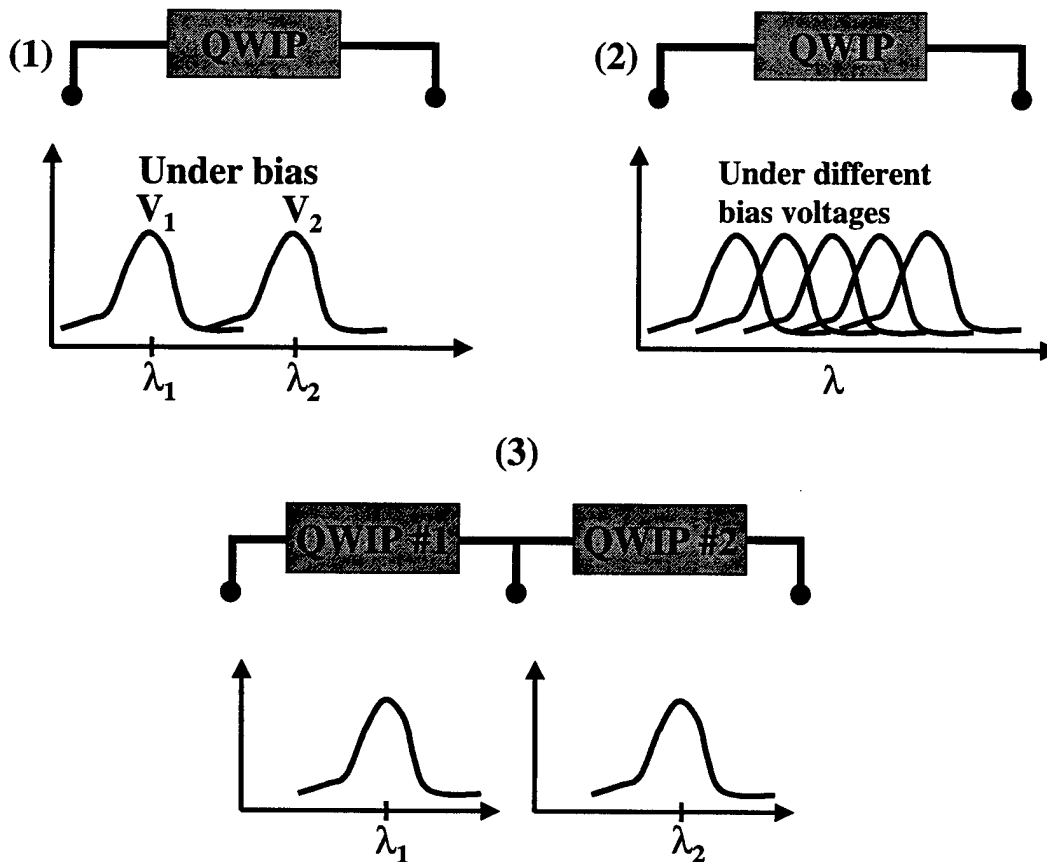 (1)
QWIP
Under bias
V₁ V₂
λ₁ λ₂
(2)
QWIP
Under different
bias voltages
λ
(3)
QWIP #1 QWIP #2
λ₁ λ₂